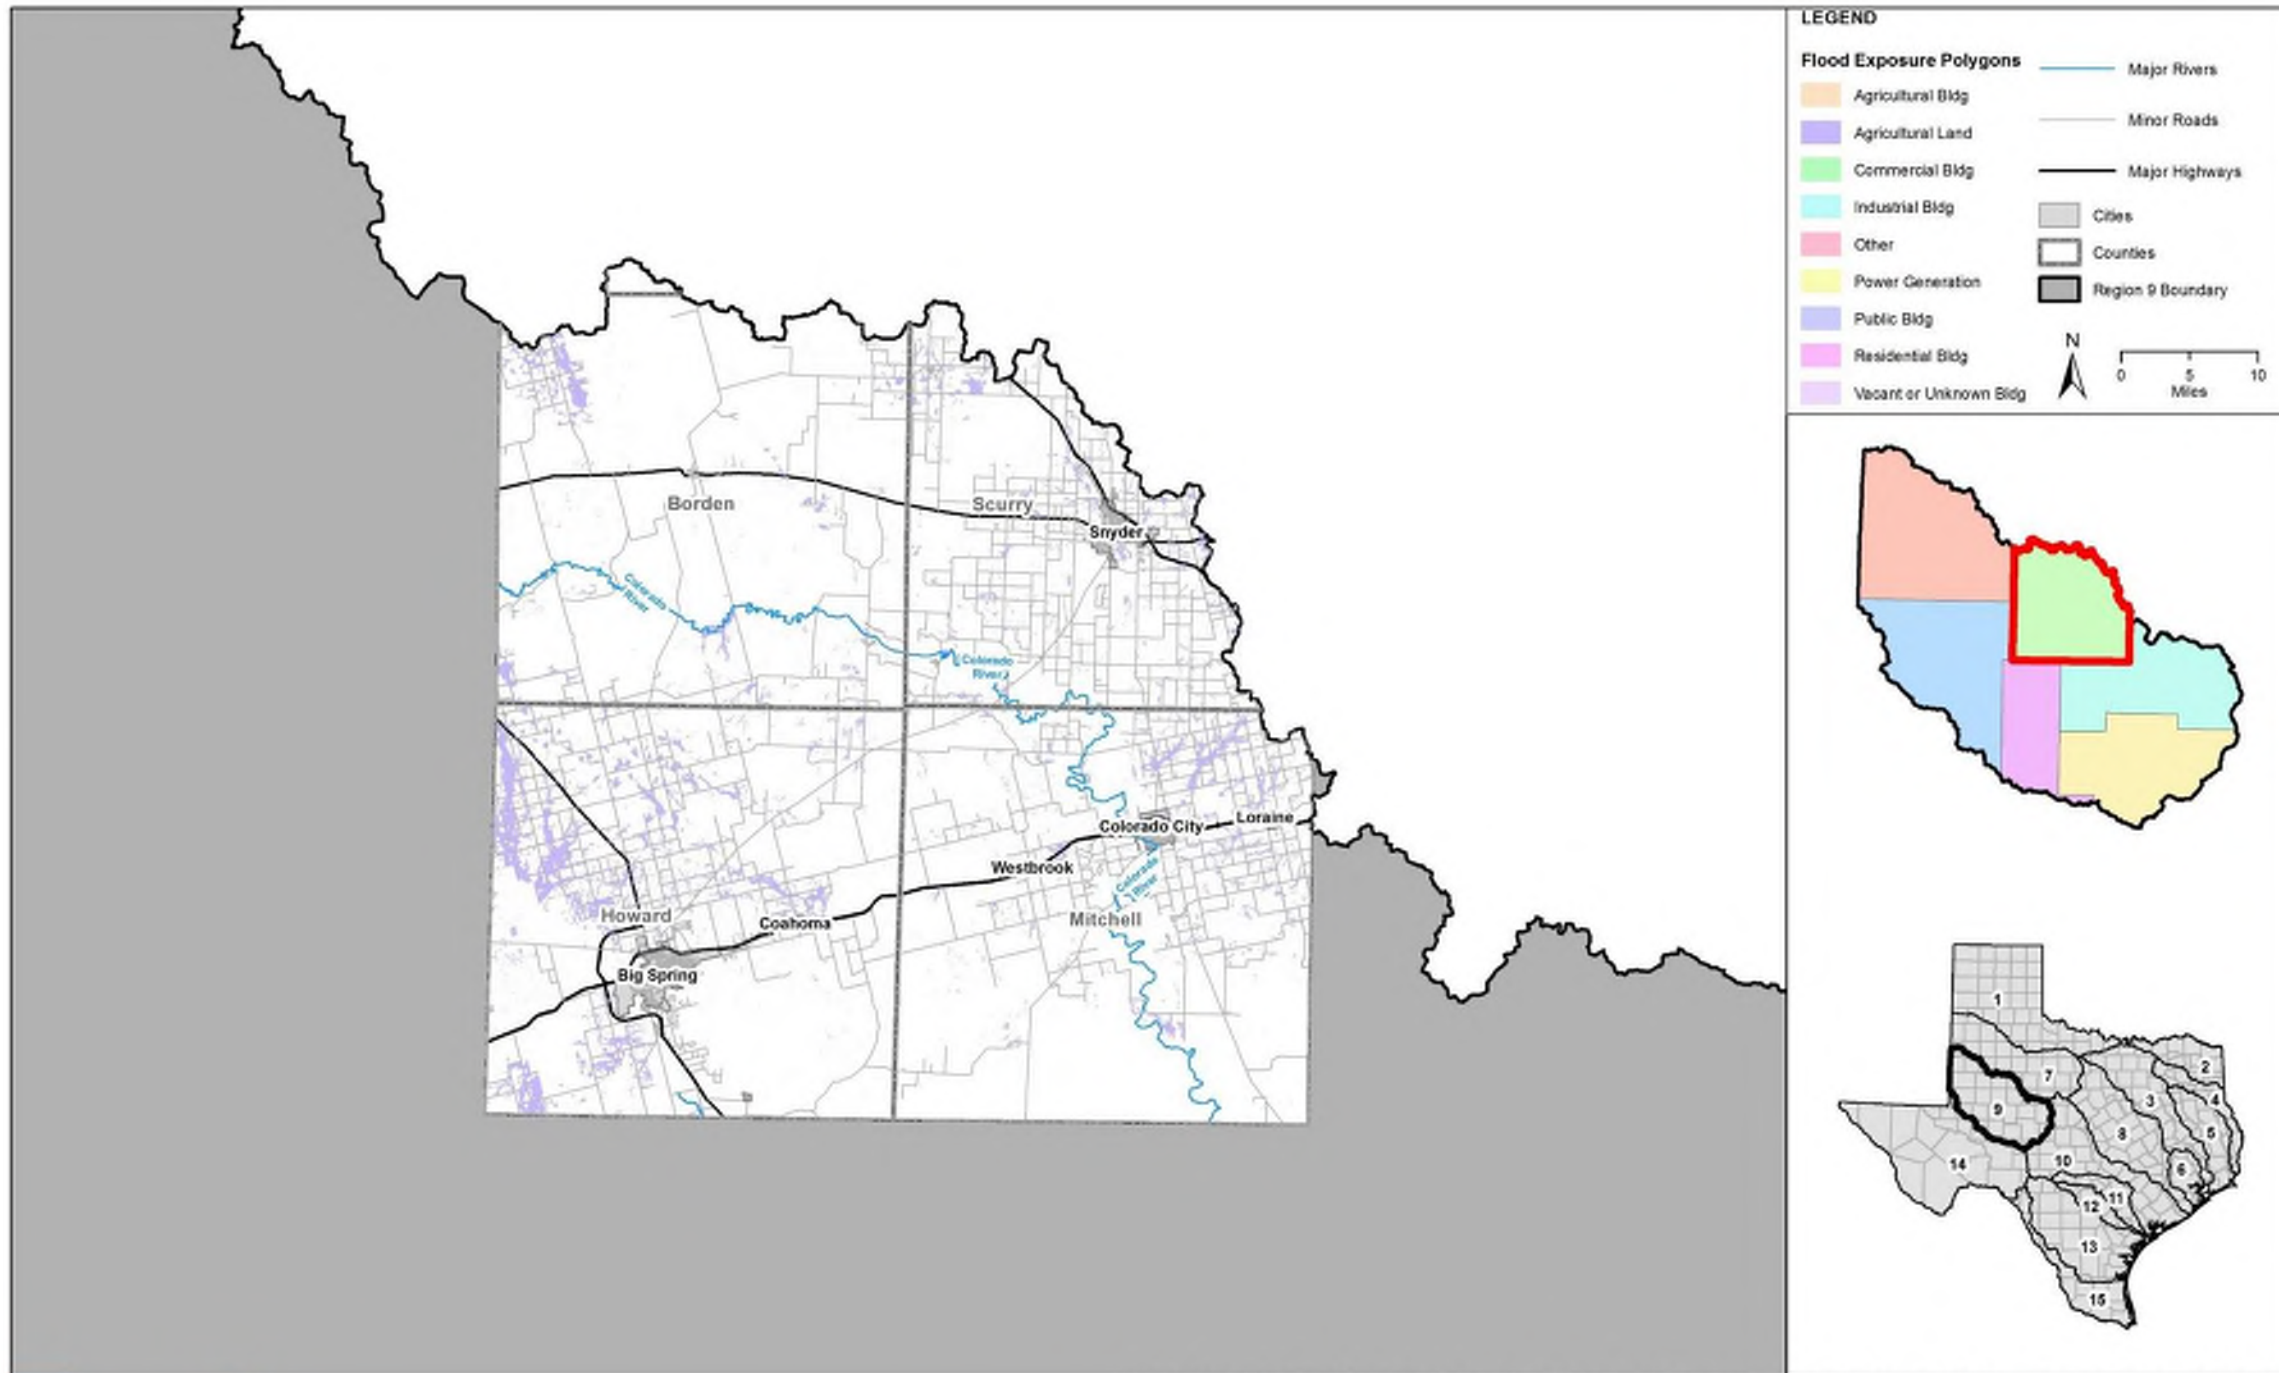 LEGEND
Flood Exposure Polygons
Agricultural Bldg
Agricultural Land
Commercial Bldg
Industrial Bldg
Other
Power Generation
Public Bldg
Residential Bldg
Vacant or Unknown Bldg
Major Rivers
Minor Roads
Major Highways
Cities
Counties
Region 9 Boundary
N
0 5 10
Miles
Borden
Scurry
Snyder
Colorado
River
Colorado
River
Colorado City
Loraine
Westbrook
Colorado
River
Howard
Coahoma
Mitchell
Big Spring
1
2
7
3
4
9
8
5
14
10
6
11
12
13
15